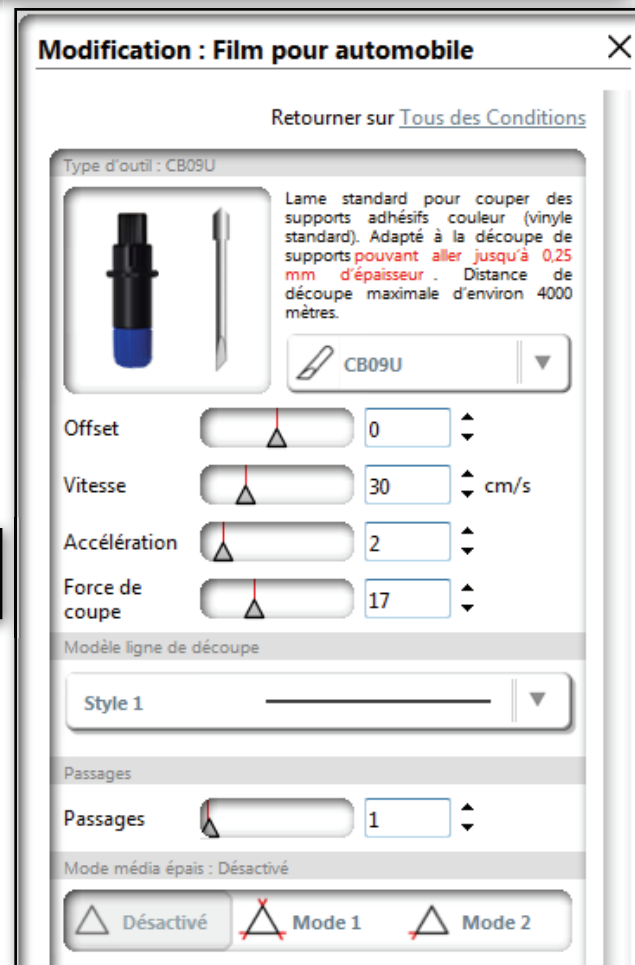 Modification : Film pour automobile
Retourner sur Tous des Conditions
Type d'outil : CB09U
Lame standard pour couper des
supports adhésifs couleur (vinyle
standard). Adapté à la découpe de
supports pouvant aller jusqu'à 0,25
mm d'épaisseur . Distance de
découpe maximale d'environ 4000
mètres.
CB09U
Offset 0
Vitesse 30 cm/s
Accélération 2
Force de
coupe 17
Modèle ligne de découpe
Style 1
Passages
Passages 1
Mode média épais : Désactivé
Désactivé Mode 1 Mode 2